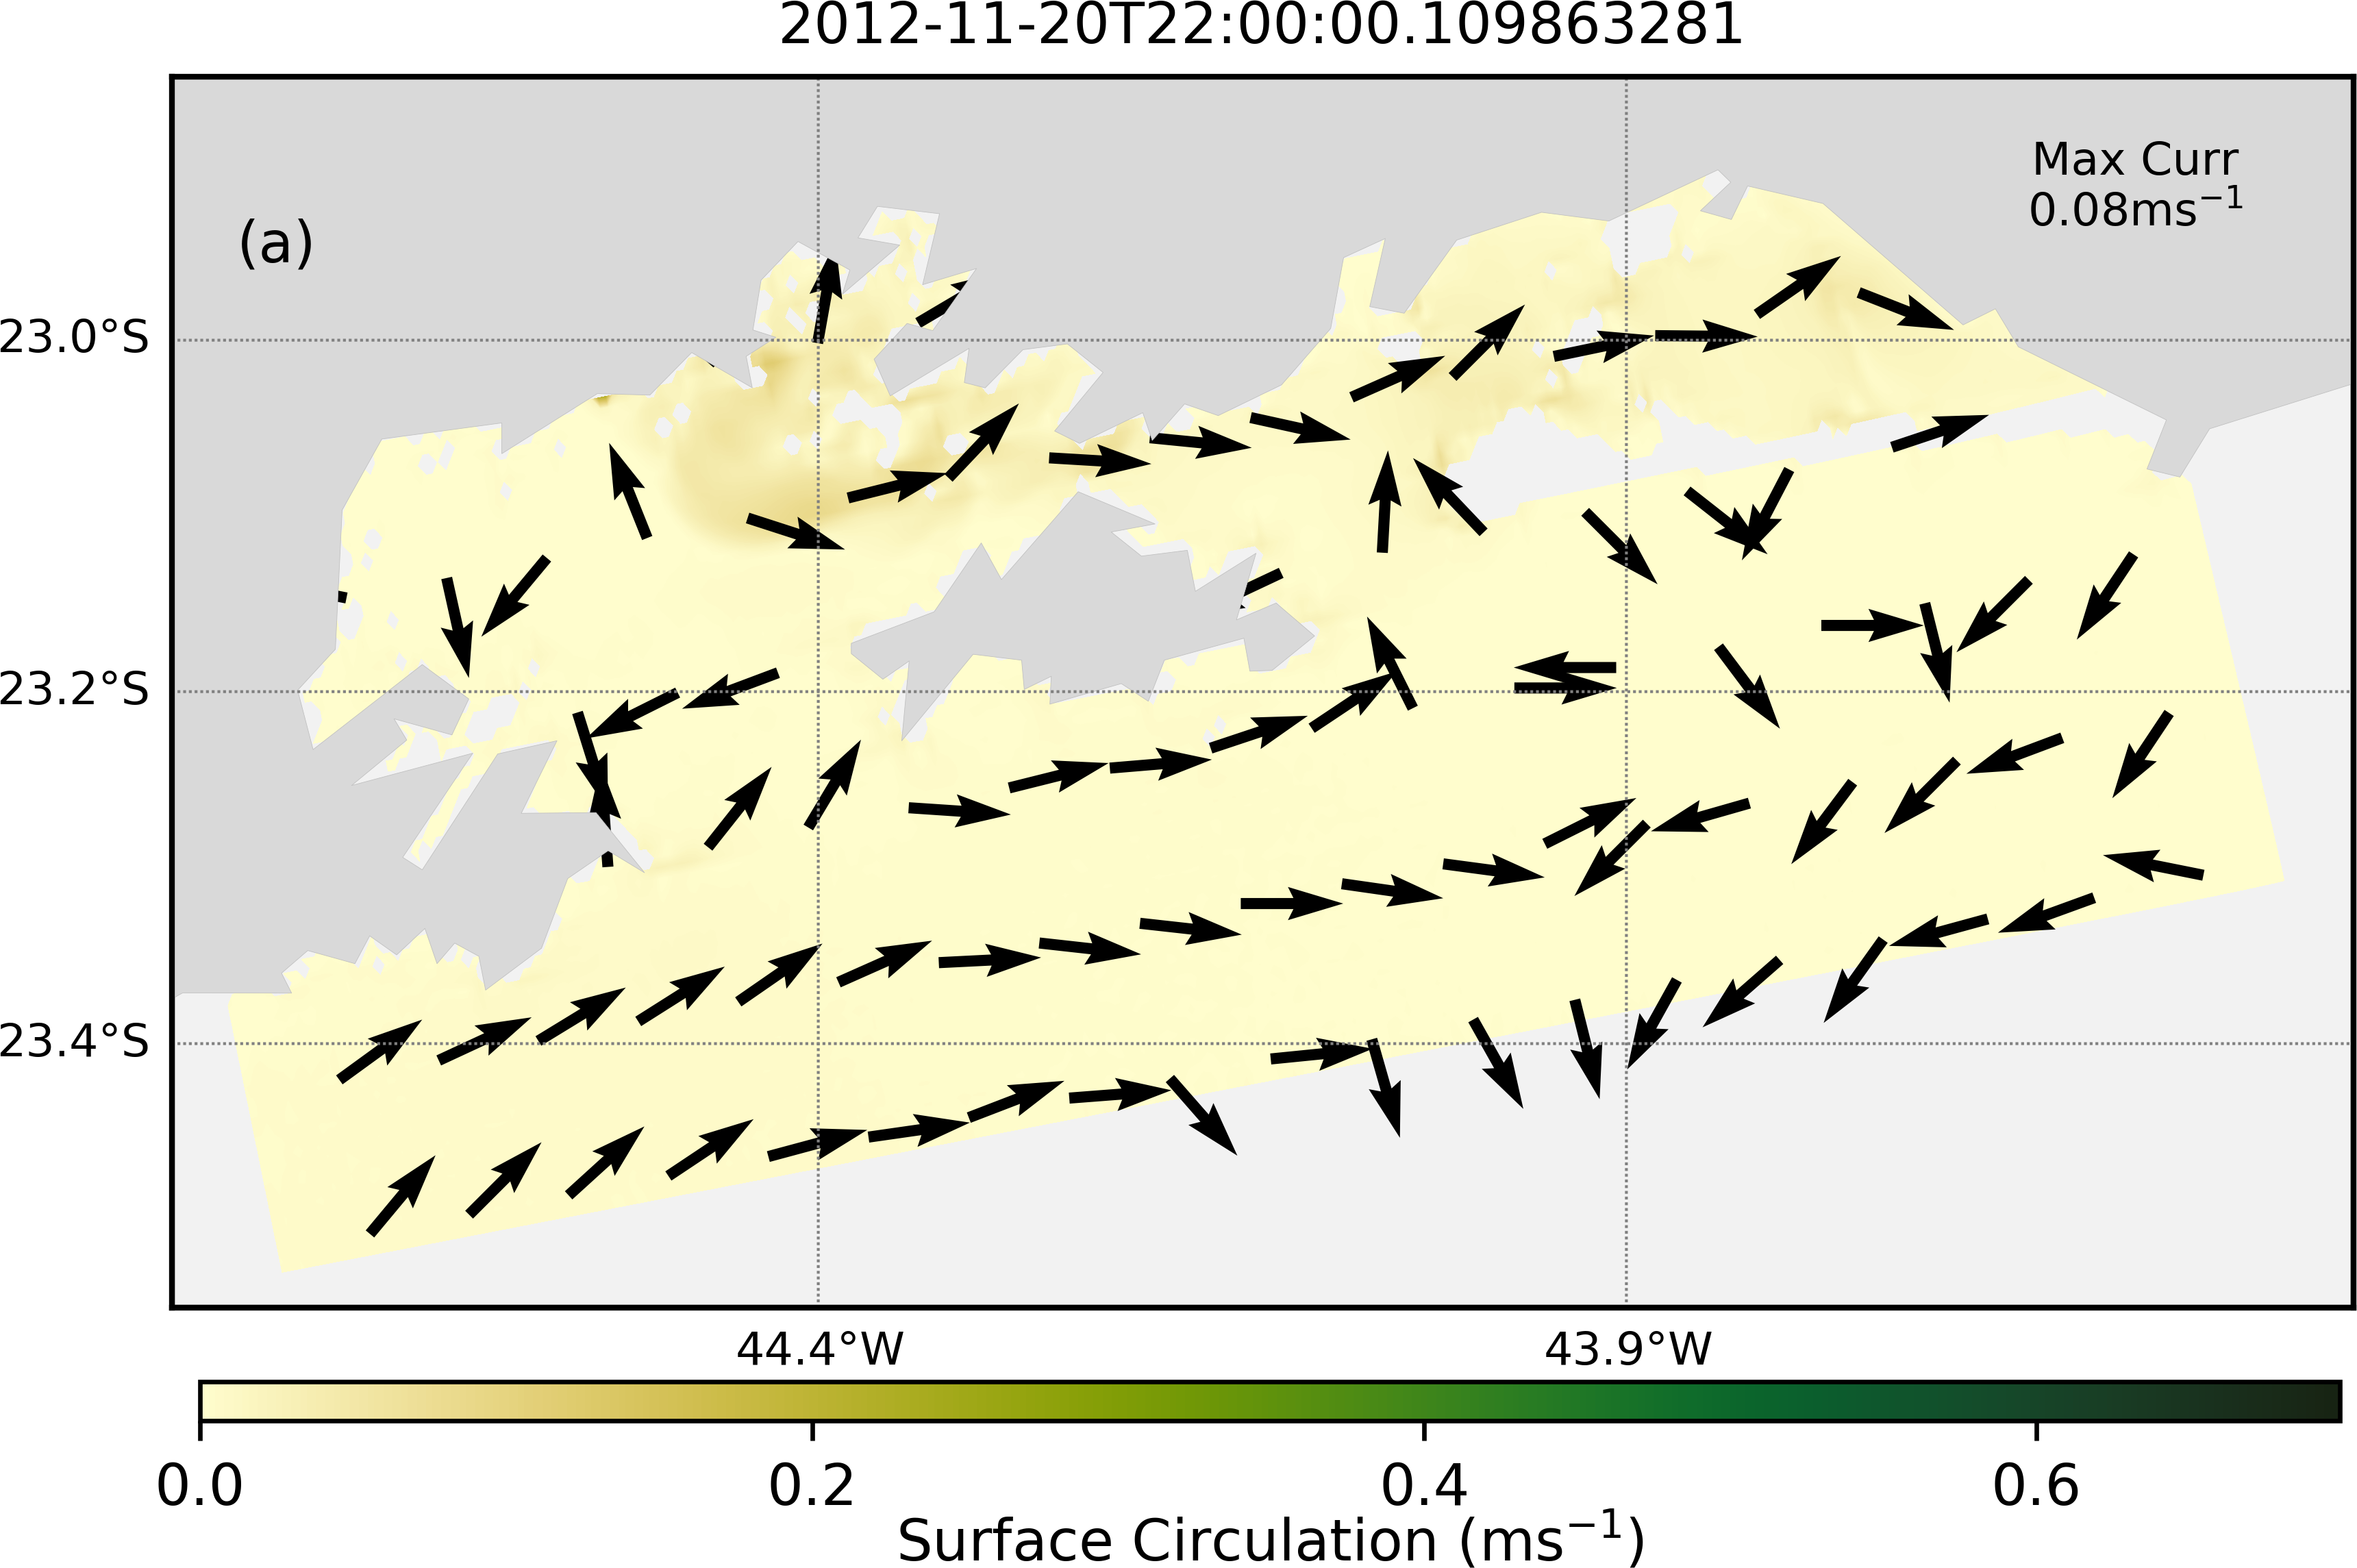 2012-11-20T22:00:00.109863281
Max Curr
0.08ms⁻¹
(a)
23.0°S
23.2°S
23.4°S
44.4°W 43.9°W
0.0 0.2 0.4 0.6
Surface Circulation (ms⁻¹)